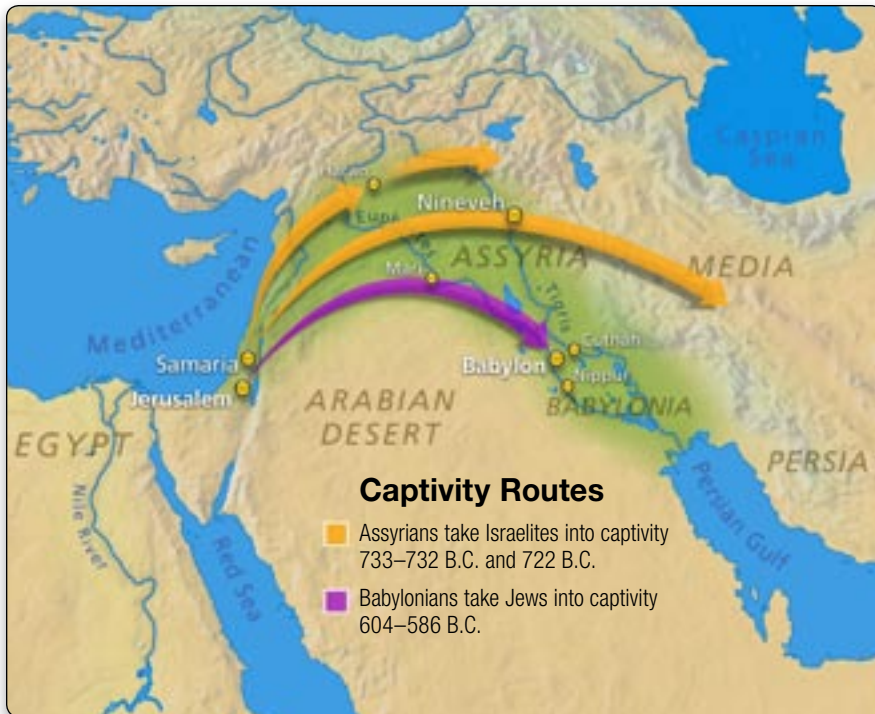 Caspian
Sea
Haran
Nineveh
ASSYRIA
MEDIA
Mari
Tigris
Mediterranean
Samaria
Jerusalem
Cuthah
Babylon
Nippur
BABYLONIA
ARABIAN
DESERT
EGYPT
PERSIA
Nile River
Red Sea
Persian Gulf
Captivity Routes
Assyrians take Israelites into captivity
733–732 B.C. and 722 B.C.
Babylonians take Jews into captivity
604–586 B.C.